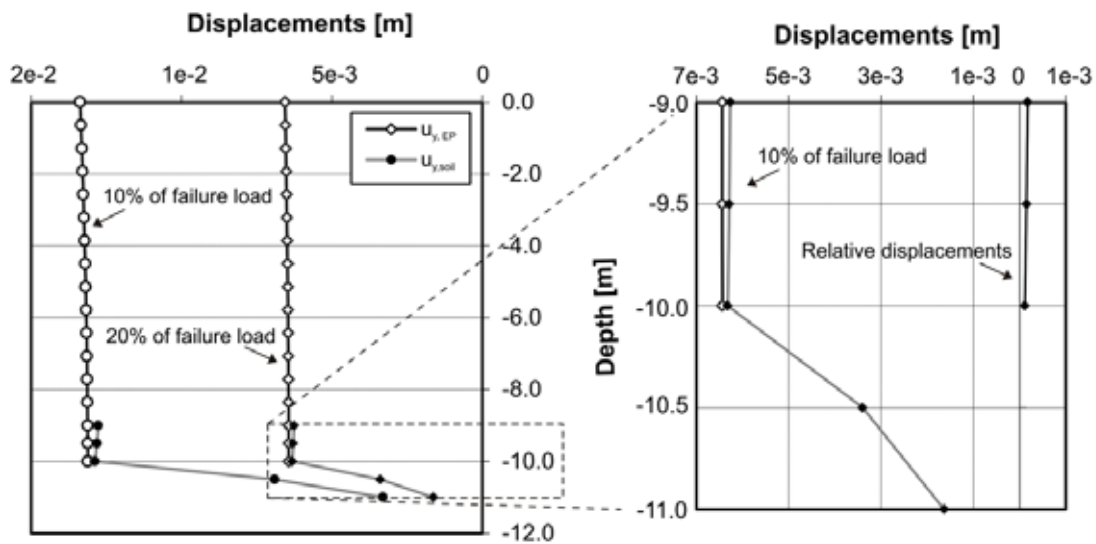 Displacements [m]
2e-2 1e-2 5e-3 0
0.0
-2.0
-4.0
-6.0
-8.0
-10.0
-12.0
u y, EP
u y,soil
10% of failure load
20% of failure load
Displacements [m]
7e-3 5e-3 3e-3 1e-3 0 1e-3
Depth [m]
-9.0
-9.5
-10.0
-10.5
-11.0
10% of failure load
Relative displacements